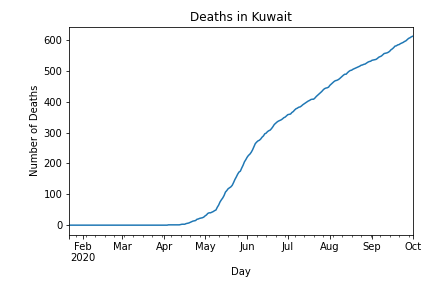 Deaths in Kuwait
600
500
400
300
200
100
0
Number of Deaths
Feb Mar Apr May Jun Jul Aug Sep Oct
2020
Day